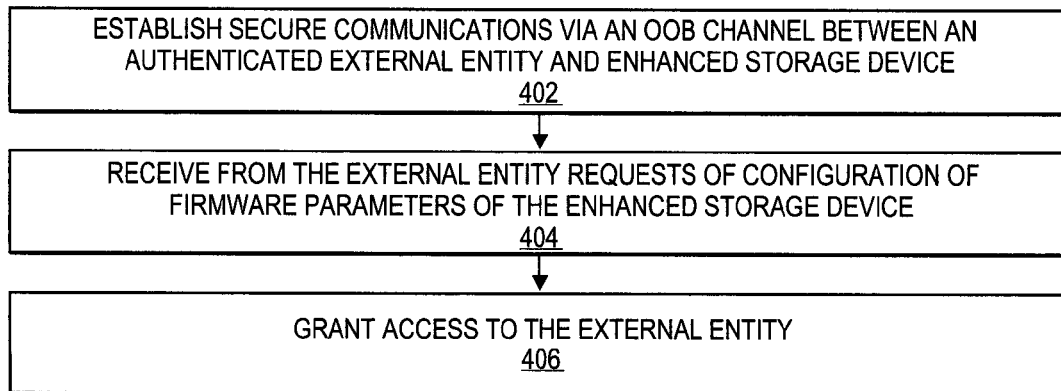 ESTABLISH SECURE COMMUNICATIONS VIA AN OOB CHANNEL BETWEEN AN
AUTHENTICATED EXTERNAL ENTITY AND ENHANCED STORAGE DEVICE
402
RECEIVE FROM THE EXTERNAL ENTITY REQUESTS OF CONFIGURATION OF
FIRMWARE PARAMETERS OF THE ENHANCED STORAGE DEVICE
404
GRANT ACCESS TO THE EXTERNAL ENTITY
406